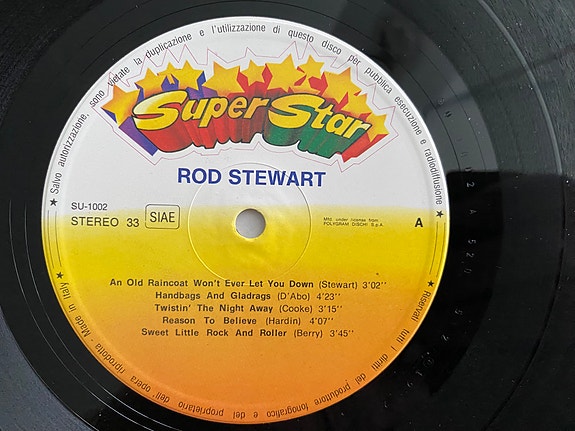 ★ Salvo autorizzazione, sono vietate la duplicazione e l'utilizzazione di questo disco per pubblica esecuzione e radiodiffusione ★
Super Star
ROD STEWART
SU-1002
STEREO 33
SIAE
Mfd. under license from
POLYGRAM DISCHI S.p.A.
A
An Old Raincoat Won't Ever Let You Down (Stewart) 3'02''
Handbags And Gladrags (D'Abo) 4'23''
Twistin' The Night Away (Cooke) 3'15''
Reason To Believe (Hardin) 4'07''
Sweet Little Rock And Roller (Berry) 3'45''
★ Riservati tutti i diritti del produttore fonografico e del proprietario dell'opera riprodotta - Made in Italy ★